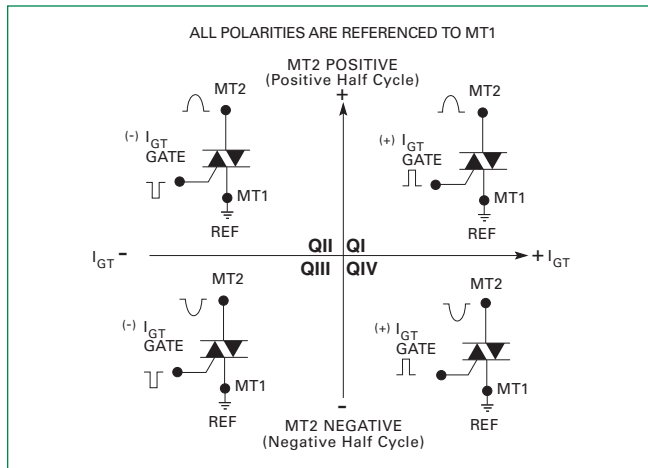 ALL POLARITIES ARE REFERENCED TO MT1
MT2 POSITIVE
(Positive Half Cycle)
+
MT2
(-) IGT
GATE
MT1
REF
MT2
(+) IGT
GATE
MT1
REF
IGT -
QII QI
QIII QIV
+ IGT
MT2
(-) IGT
GATE
MT1
REF
MT2
(+) IGT
GATE
MT1
REF
-
MT2 NEGATIVE
(Negative Half Cycle)